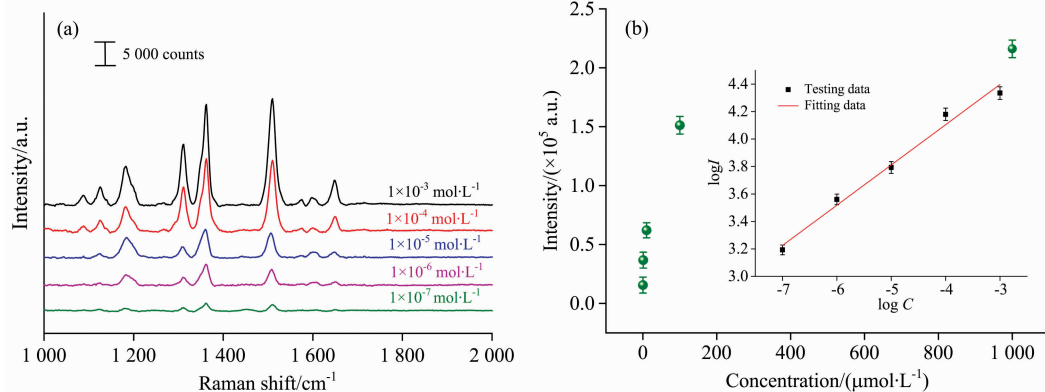 (a)
5 000 counts
Intensity/a.u.
1×10⁻³ mol·L⁻¹
1×10⁻⁴ mol·L⁻¹
1×10⁻⁵ mol·L⁻¹
1×10⁻⁶ mol·L⁻¹
1×10⁻⁷ mol·L⁻¹
1 000 1 200 1 400 1 600 1 800 2 000
Raman shift/cm⁻¹
(b)
Intensity/(×10⁵ a.u.)
2.5
2.0
1.5
1.0
0.5
0.0
0 200 400 600 800 1 000
Concentration/(μmol·L⁻¹)
Testing data
Fitting data
logI
4.4
4.2
3.8
3.6
3.4
3.2
3.0
-7 -6 -5 -4 -3
log C